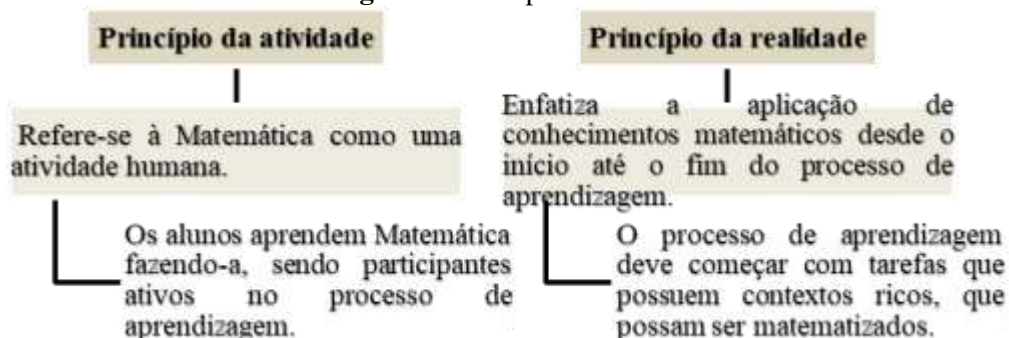 Princípio da atividade
Refere-se à Matemática como uma
atividade humana.
Os alunos aprendem Matemática
fazendo-a, sendo participantes
ativos no processo de
aprendizagem.
Princípio da realidade
Enfatiza a aplicação de
conhecimentos matemáticos desde o
início até o fim do processo de
aprendizagem.
O processo de aprendizagem
deve começar com tarefas que
possuem contextos ricos, que
possam ser matematizados.